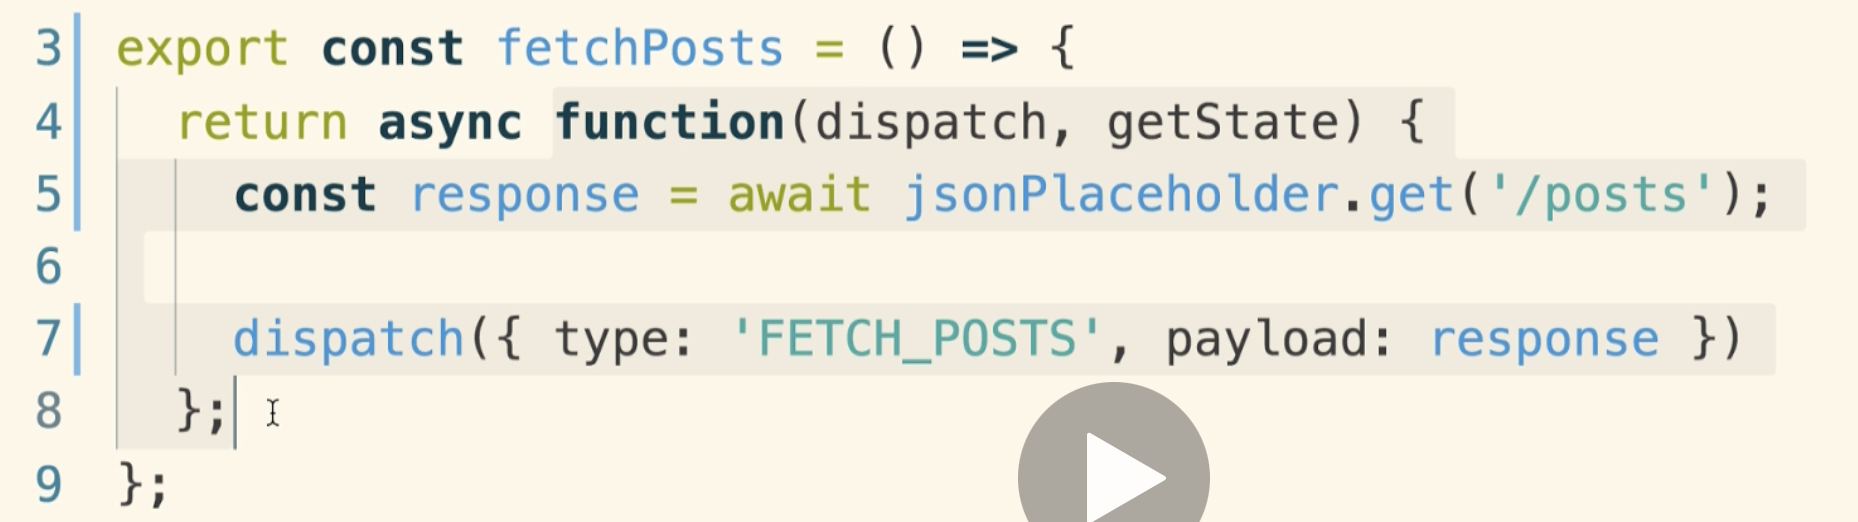 3 export const fetchPosts = () => {
4 return async function(dispatch, getState) {
5 const response = await jsonPlaceholder.get('/posts');
6
7 dispatch({ type: 'FETCH_POSTS', payload: response })
8 };
9 };